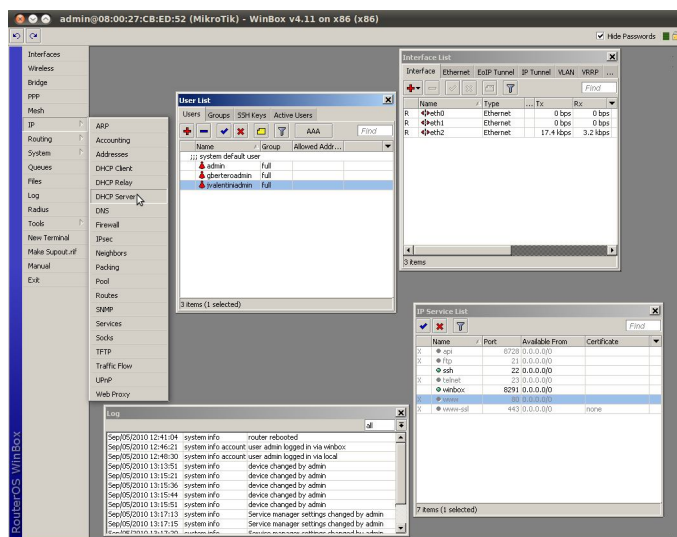 admin@08:00:27:CB:ED:52 (MikroTik) - WinBox v4.11 on x86 (x86)
Hide Passwords
Interfaces
Wireless
Bridge
PPP
Mesh
IP
Routing
System
Queues
Files
Log
Radius
Tools
New Terminal
Make Supout.rif
Manual
Exit
RouterOS WinBox
ARP
Accounting
Addresses
DHCP Client
DHCP Relay
DHCP Server
DNS
Firewall
IPsec
Neighbors
Packing
Pool
Routes
SNMP
Services
Socks
TFTP
Traffic Flow
UPnP
Web Proxy
User List
Users Groups SSH Keys Active Users
AAA Find
Name Group Allowed Addr...
;;; system default user
admin full
gberteroadmin full
jvalentiniadmin full
3 items (1 selected)
Interface List
Interface Ethernet EoIP Tunnel IP Tunnel VLAN VRRP ...
Find
Name Type ... Tx Rx
R eth0 Ethernet 0 bps 0 bps
R eth1 Ethernet 0 bps 0 bps
R eth2 Ethernet 17.4 kbps 3.2 kbps
3 items
IP Service List
Find
Name Port Available From Certificate
X api 8728 0.0.0.0/0
X ftp 21 0.0.0.0/0
ssh 22 0.0.0.0/0
X telnet 23 0.0.0.0/0
winbox 8291 0.0.0.0/0
X www 80 0.0.0.0/0
X www-ssl 443 0.0.0.0/0 none
7 items (1 selected)
Log
all
Sep/05/2010 12:41:04 system info router rebooted
Sep/05/2010 12:46:21 system info account user admin logged in via winbox
Sep/05/2010 12:48:30 system info account user admin logged in via local
Sep/05/2010 13:13:51 system info device changed by admin
Sep/05/2010 13:15:21 system info device changed by admin
Sep/05/2010 13:15:36 system info device changed by admin
Sep/05/2010 13:15:44 system info device changed by admin
Sep/05/2010 13:15:51 system info device changed by admin
Sep/05/2010 13:17:13 system info Service manager settings changed by admin
Sep/05/2010 13:17:15 system info Service manager settings changed by admin
Sep/05/2010 13:17:20 system info Service manager settings changed by admin